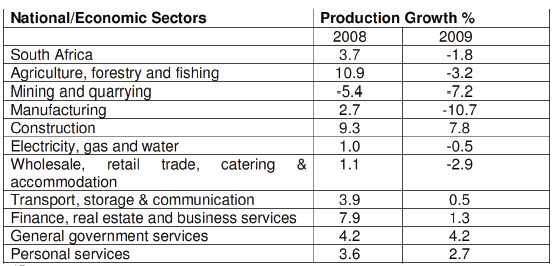 National/Economic Sectors Production Growth %
2008 2009
South Africa 3.7 -1.8
Agriculture, forestry and fishing 10.9 -3.2
Mining and quarrying -5.4 -7.2
Manufacturing 2.7 -10.7
Construction 9.3 7.8
Electricity, gas and water 1.0 -0.5
Wholesale, retail trade, catering & 1.1 -2.9
accommodation
Transport, storage & communication 3.9 0.5
Finance, real estate and business services 7.9 1.3
General government services 4.2 4.2
Personal services 3.6 2.7